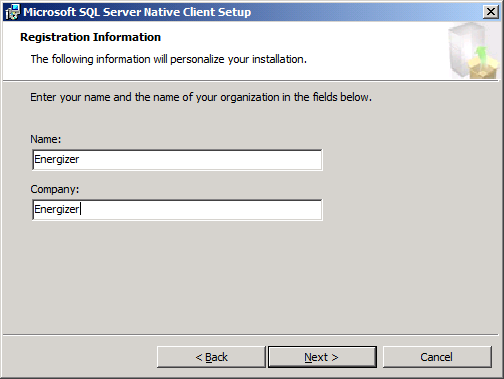 Microsoft SQL Server Native Client Setup
Registration Information
The following information will personalize your installation.
Enter your name and the name of your organization in the fields below.
Name:
Energizer
Company:
Energizer
< Back
Next >
Cancel